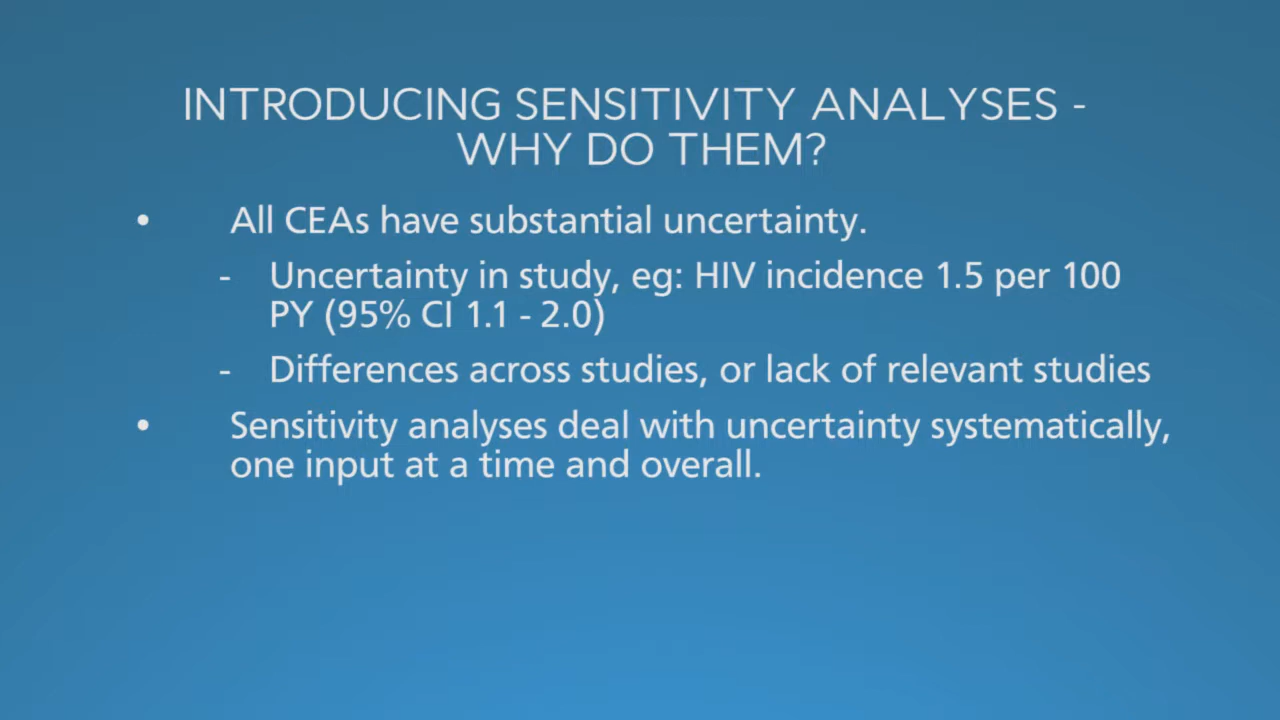 INTRODUCING SENSITIVITY ANALYSES -
WHY DO THEM?
• All CEAs have substantial uncertainty.
- Uncertainty in study, eg: HIV incidence 1.5 per 100
PY (95% CI 1.1 - 2.0)
- Differences across studies, or lack of relevant studies
• Sensitivity analyses deal with uncertainty systematically,
one input at a time and overall.